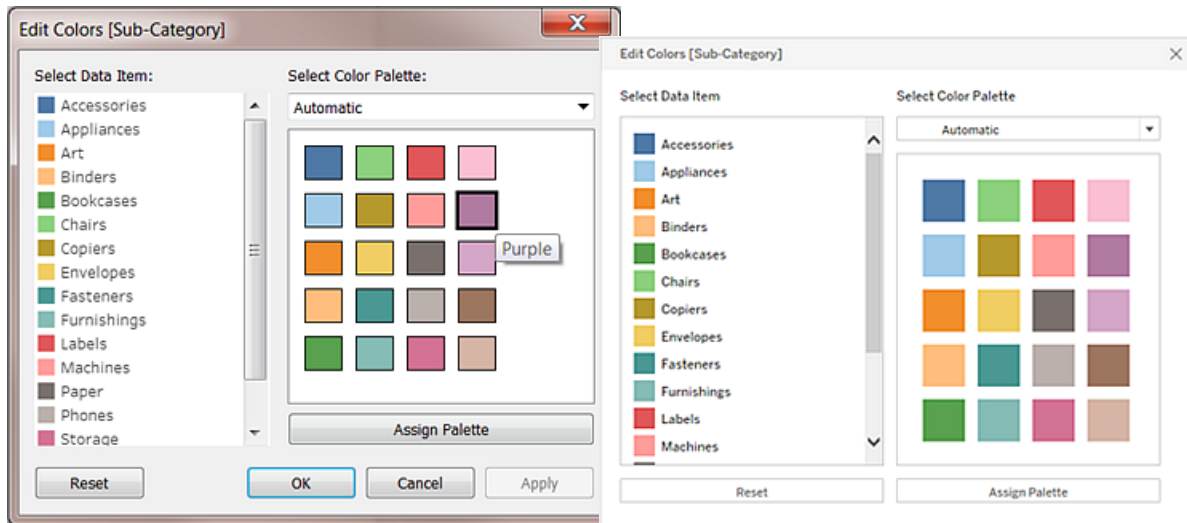 Edit Colors [Sub-Category]
Select Data Item:
Select Color Palette:
Accessories
Appliances
Art
Binders
Bookcases
Chairs
Copiers
Envelopes
Fasteners
Furnishings
Labels
Machines
Paper
Phones
Storage
Automatic
Purple
Assign Palette
Reset
OK
Cancel
Apply
Edit Colors [Sub-Category]
Select Data Item
Select Color Palette
Accessories
Appliances
Art
Binders
Bookcases
Chairs
Copiers
Envelopes
Fasteners
Furnishings
Labels
Machines
Automatic
Reset
Assign Palette